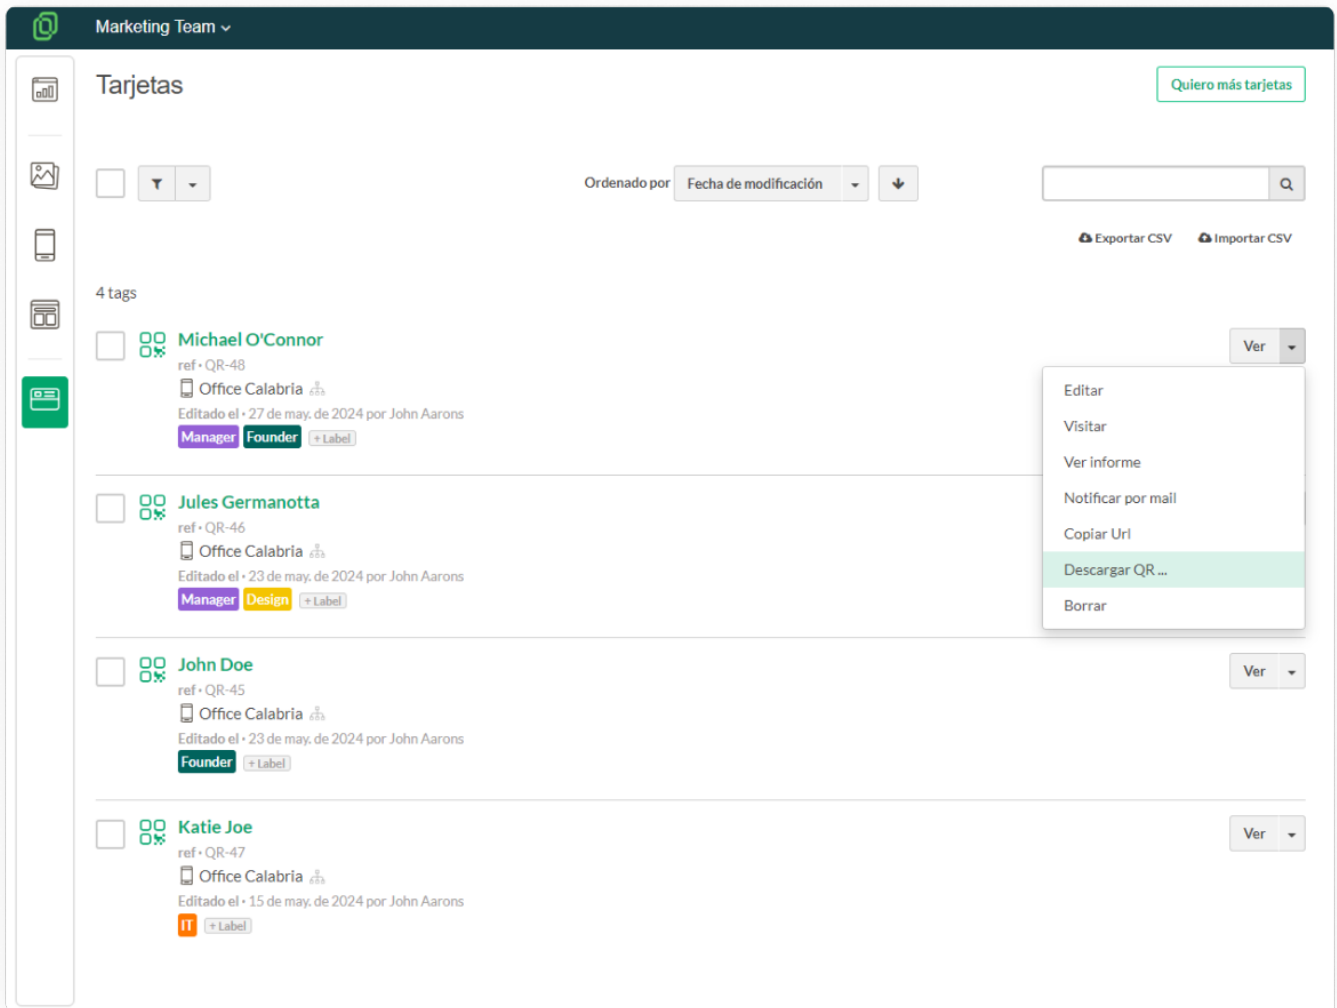 Marketing Team
Tarjetas
Quiero más tarjetas
Ordenado por Fecha de modificación
Exportar CSV Importar CSV
4 tags
Michael O'Connor
Ver
ref • QR-48
Office Calabria
Editado el • 27 de may. de 2024 por John Aarons
Manager Founder + Label
Editar
Visitar
Ver informe
Notificar por mail
Copiar Url
Descargar QR ...
Borrar
Jules Germanotta
ref • QR-46
Office Calabria
Editado el • 23 de may. de 2024 por John Aarons
Manager Design + Label
John Doe
Ver
ref • QR-45
Office Calabria
Editado el • 23 de may. de 2024 por John Aarons
Founder + Label
Katie Joe
Ver
ref • QR-47
Office Calabria
Editado el • 15 de may. de 2024 por John Aarons
IT + Label